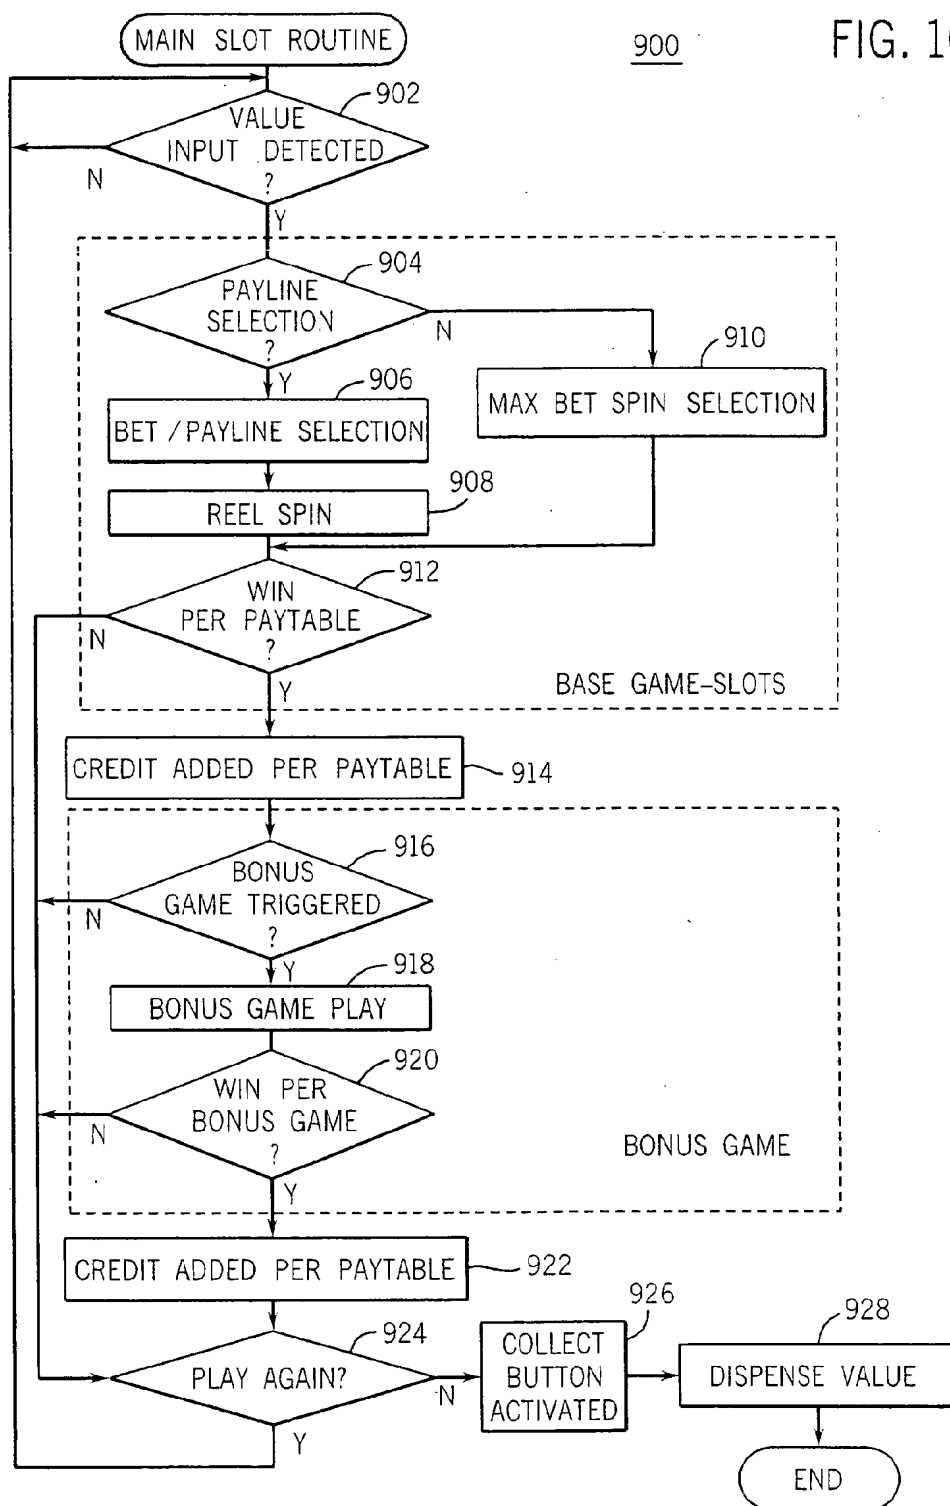 MAIN SLOT ROUTINE
900
FIG. 10
902
VALUE
INPUT DETECTED
?
N
Y
904
PAYLINE
SELECTION
?
N
Y
910
MAX BET SPIN SELECTION
906
BET / PAYLINE SELECTION
908
REEL SPIN
912
WIN
PER PAYTABLE
?
N
Y
BASE GAME-SLOTS
CREDIT ADDED PER PAYTABLE
914
916
BONUS
GAME TRIGGERED
?
N
Y
918
BONUS GAME PLAY
920
WIN PER
BONUS GAME
?
N
Y
BONUS GAME
CREDIT ADDED PER PAYTABLE
922
924
PLAY AGAIN?
N
Y
926
COLLECT
BUTTON
ACTIVATED
928
DISPENSE VALUE
END